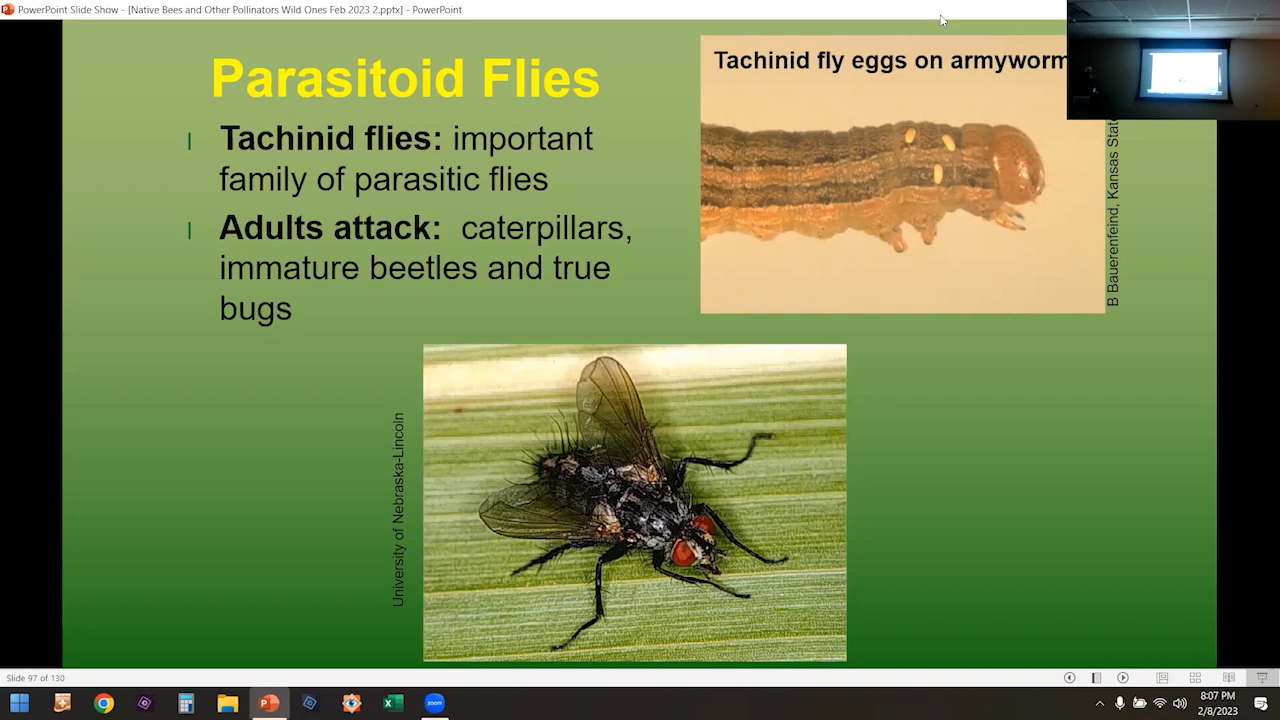 PowerPoint Slide Show - [Native Bees and Other Pollinators Wild Ones Feb 2023 2.pptx] - PowerPoint
Parasitoid Flies
Tachinid flies: important
family of parasitic flies
Adults attack: caterpillars,
immature beetles and true
bugs
Tachinid fly eggs on armyworm
B Bauerenfeind, Kansas State
University of Nebraska-Lincoln
Slide 97 of 130
zoom
8:07 PM
2/8/2023